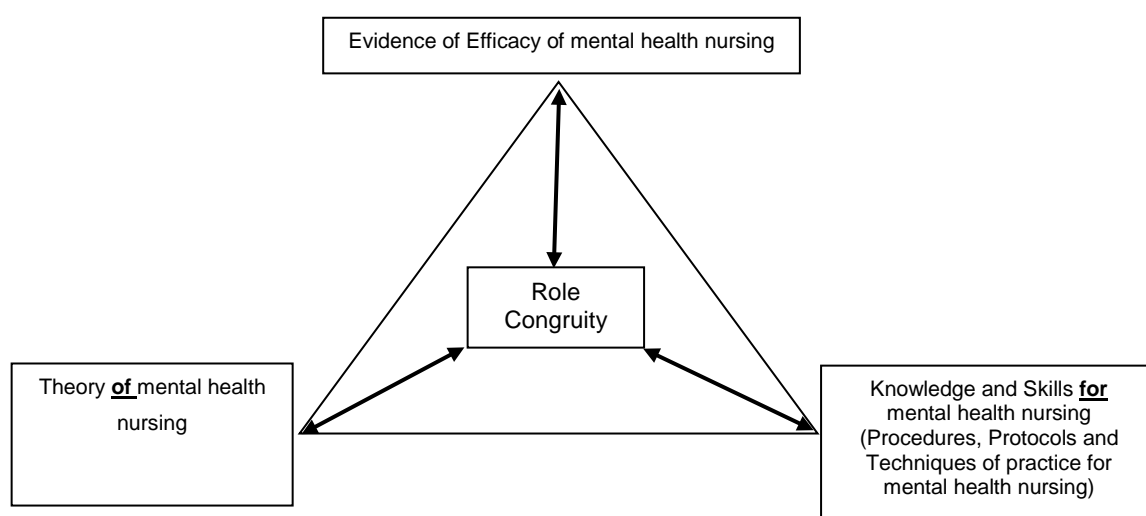 Evidence of Efficacy of mental health nursing
Role
Congruity
Theory of mental health
nursing
Knowledge and Skills for
mental health nursing
(Procedures, Protocols and
Techniques of practice for
mental health nursing)